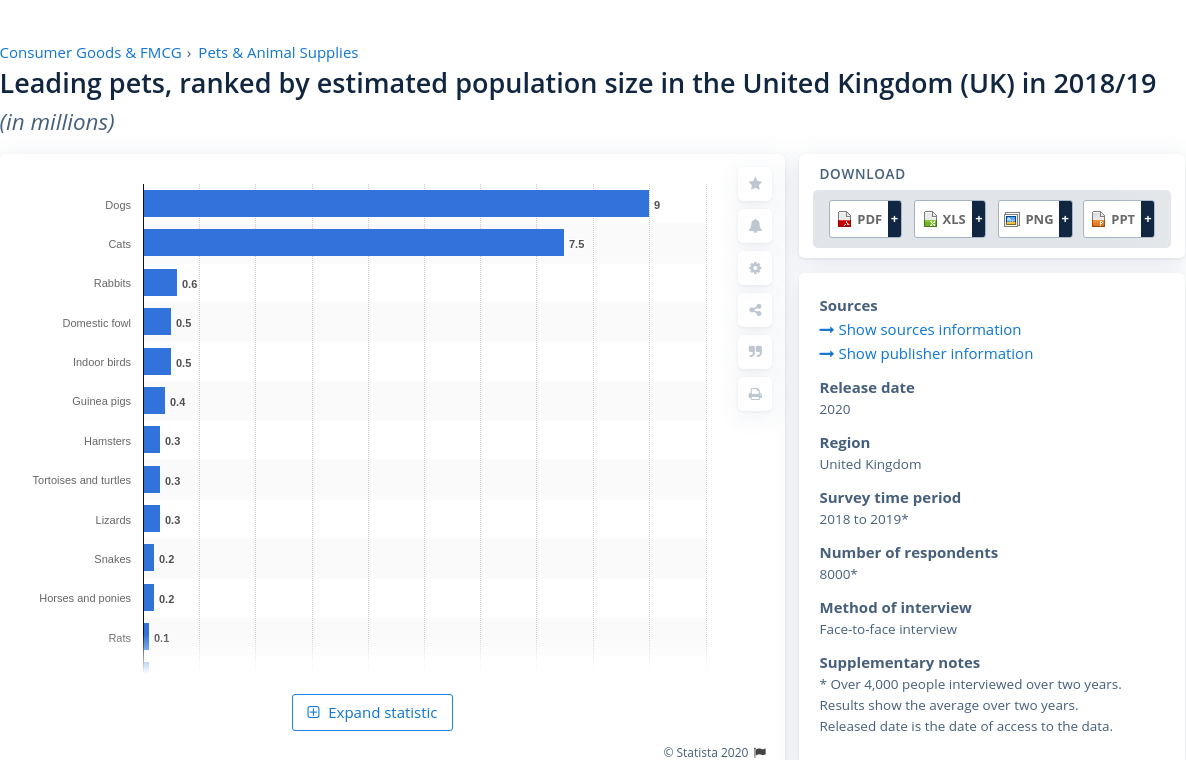 Consumer Goods & FMCG › Pets & Animal Supplies
Leading pets, ranked by estimated population size in the United Kingdom (UK) in 2018/19
(in millions)
Dogs 9
Cats 7.5
Rabbits 0.6
Domestic fowl 0.5
Indoor birds 0.5
Guinea pigs 0.4
Hamsters 0.3
Tortoises and turtles 0.3
Lizards 0.3
Snakes 0.2
Horses and ponies 0.2
Rats 0.1
Expand statistic
© Statista 2020
DOWNLOAD
PDF + XLS + PNG + PPT +
Sources
Show sources information
Show publisher information
Release date
2020
Region
United Kingdom
Survey time period
2018 to 2019*
Number of respondents
8000*
Method of interview
Face-to-face interview
Supplementary notes
* Over 4,000 people interviewed over two years.
Results show the average over two years.
Released date is the date of access to the data.